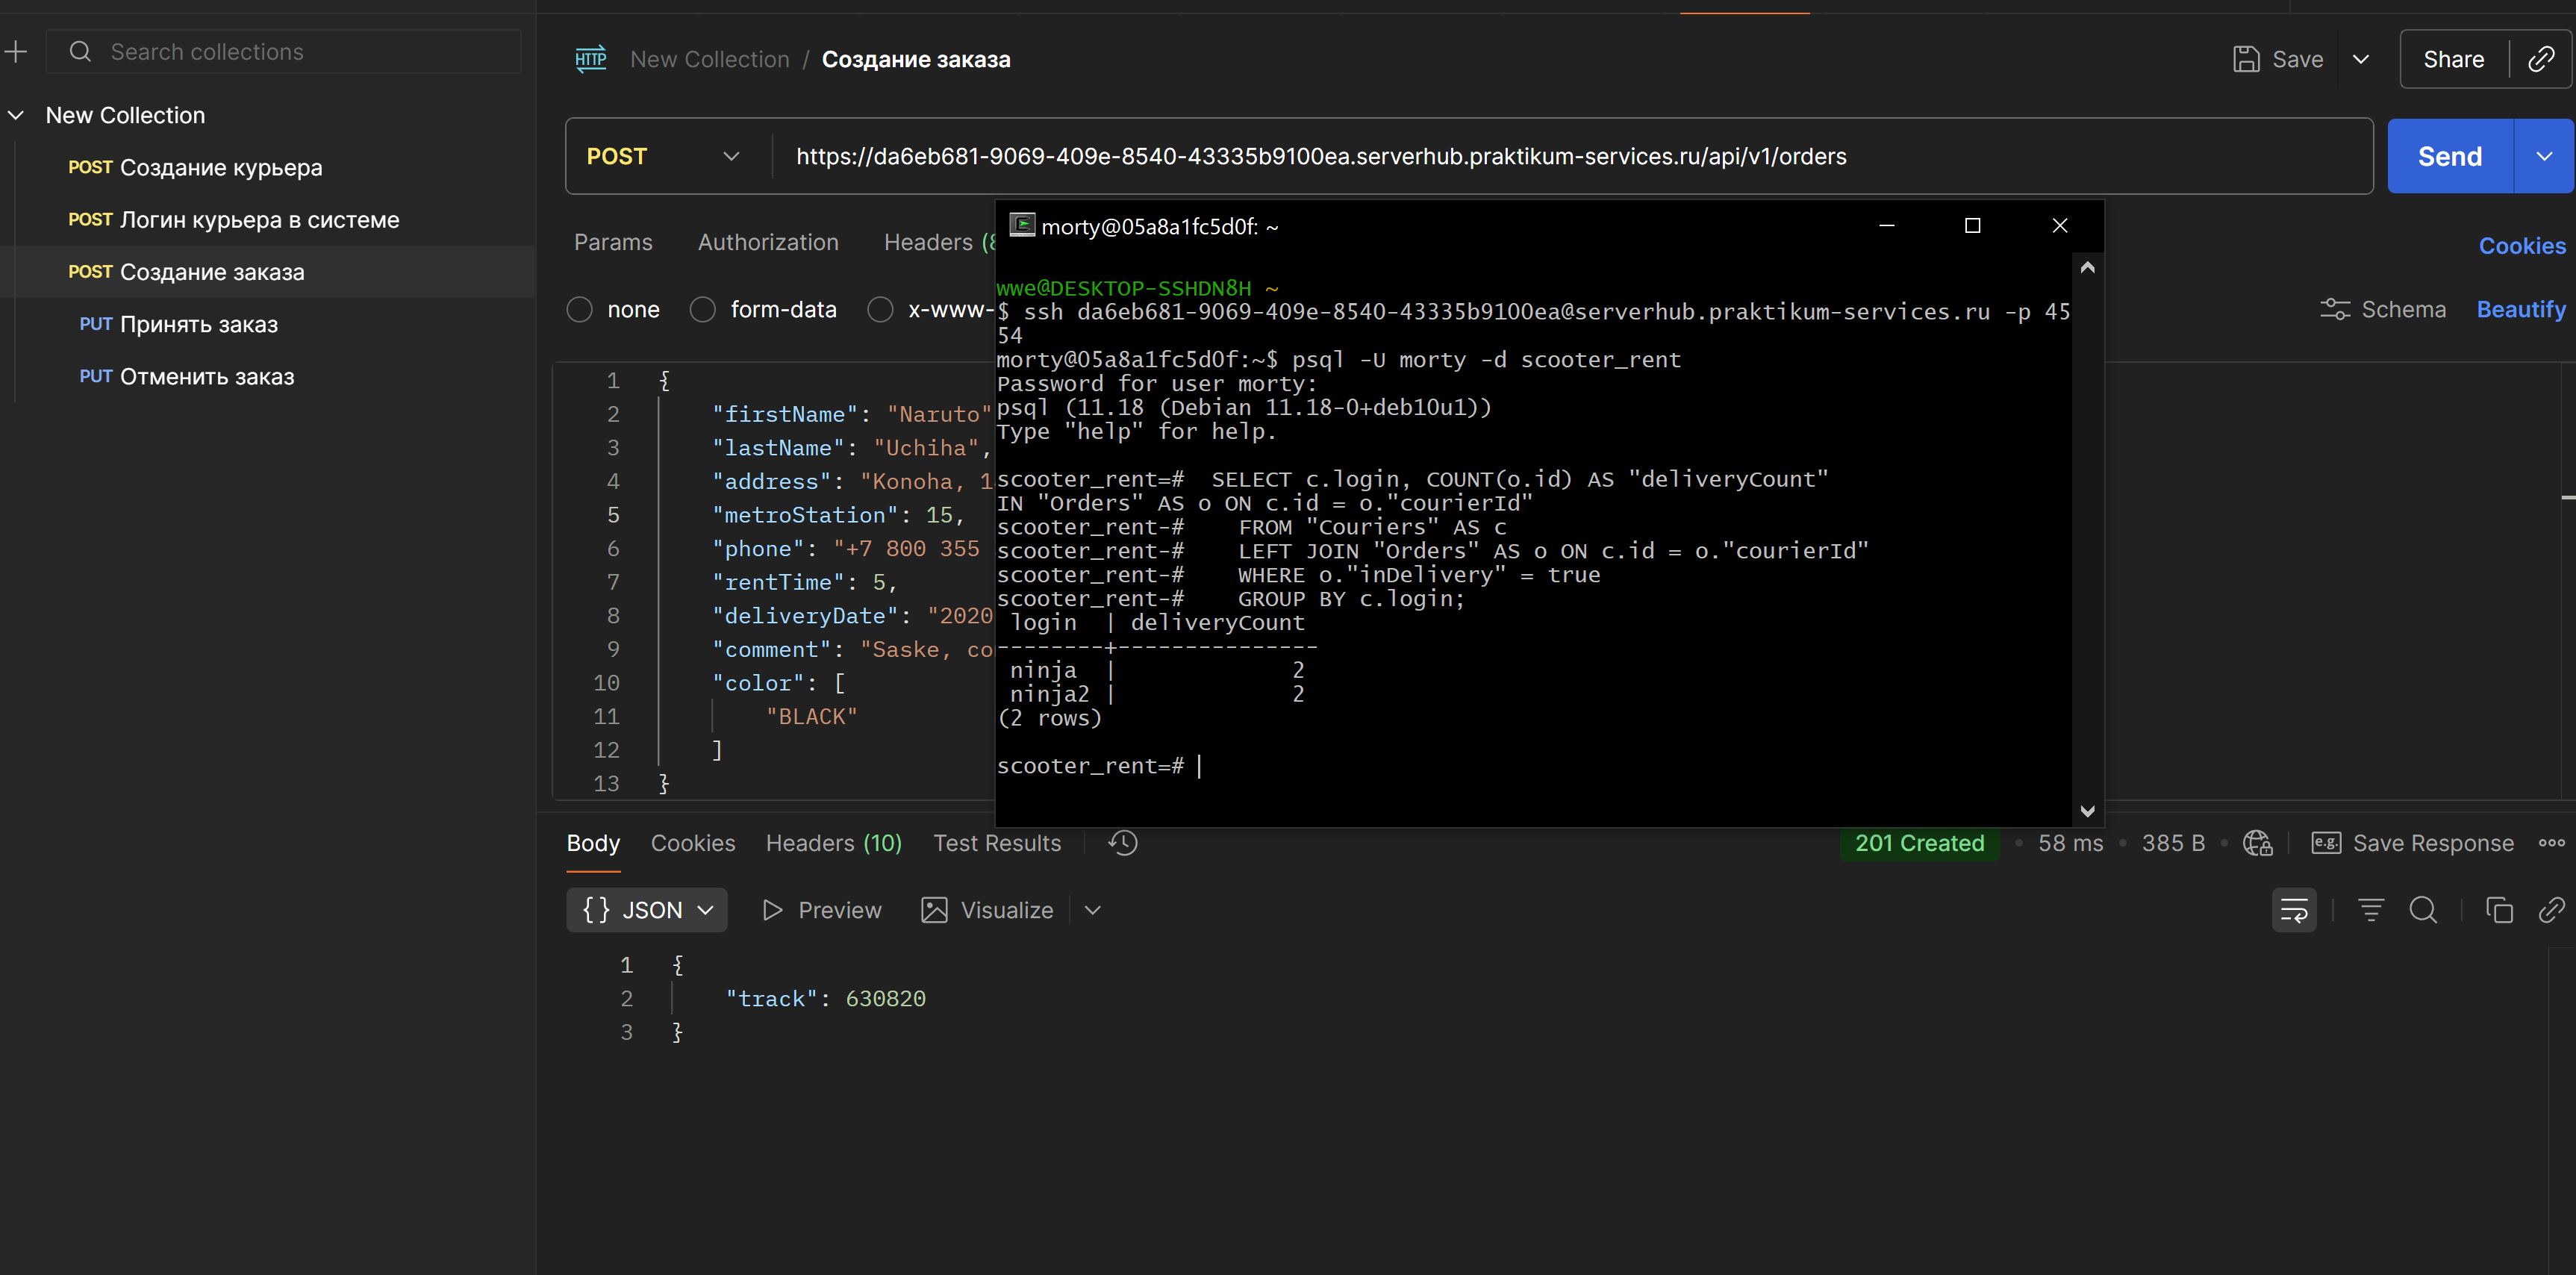 Search collections
New Collection
POST Создание курьера
POST Логин курьера в системе
POST Создание заказа
PUT Принять заказ
PUT Отменить заказ
HTTP New Collection / Создание заказа
Save
Share
POST https://da6eb681-9069-409e-8540-43335b9100ea.serverhub.praktikum-services.ru/api/v1/orders
Send
Params Authorization Headers
Cookies
none form-data x-www-
Schema Beautify
1 {
2 "firstName": "Naruto"
3 "lastName": "Uchiha",
4 "address": "Konoha, 1
5 "metroStation": 15,
6 "phone": "+7 800 355
7 "rentTime": 5,
8 "deliveryDate": "2020
9 "comment": "Saske, co
10 "color": [
11 "BLACK"
12 ]
13 }
morty@05a8a1fc5d0f: ~
wwe@DESKTOP-SSHDN8H ~
$ ssh da6eb681-9069-409e-8540-43335b9100ea@serverhub.praktikum-services.ru -p 45
54
morty@05a8a1fc5d0f:~$ psql -U morty -d scooter_rent
Password for user morty:
psql (11.18 (Debian 11.18-0+deb10u1))
Type "help" for help.
scooter_rent=#  SELECT c.login, COUNT(o.id) AS "deliveryCount"
IN "Orders" AS o ON c.id = o."courierId"
scooter_rent-#    FROM "Couriers" AS c
scooter_rent-#    LEFT JOIN "Orders" AS o ON c.id = o."courierId"
scooter_rent-#    WHERE o."inDelivery" = true
scooter_rent-#    GROUP BY c.login;
login | deliveryCount
--------+---------------
ninja | 2
ninja2 | 2
(2 rows)
scooter_rent=#
Body Cookies Headers (10) Test Results
201 Created • 58 ms • 385 B • e.g. Save Response
{} JSON Preview Visualize
1 {
2 "track": 630820
3 }